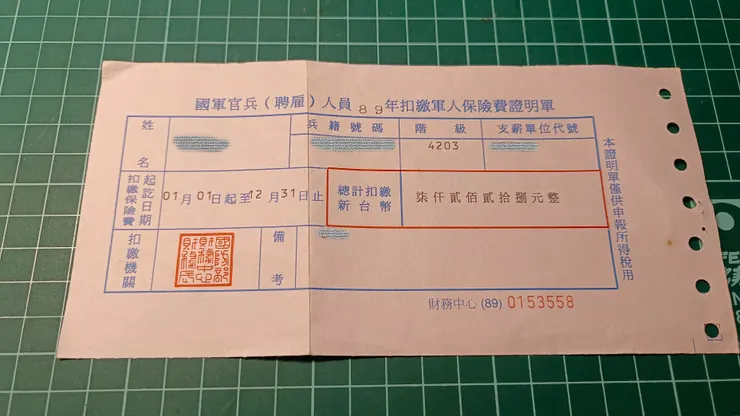 國軍官兵（聘雇）人員89年扣繳軍人保險費證明單
姓名
兵籍號碼
階級
支薪單位代號
4203
扣繳保險費起訖日期
01月01日起至12月31日止
總計扣繳新台幣
柒仟貳佰貳拾捌元整
扣繳機關
備考
本證明單僅供申報所得稅用
財務中心(89) 0153558